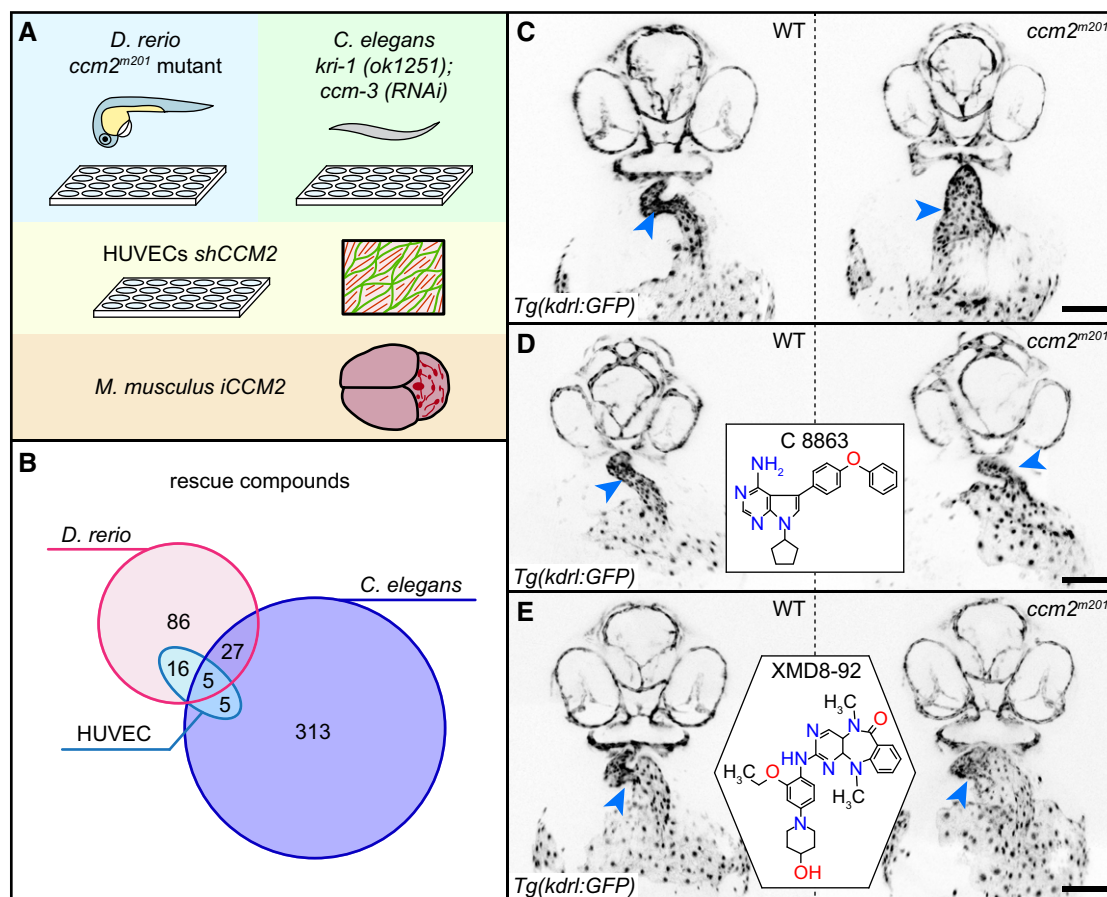 A
D. rerio
ccm2m201 mutant
C. elegans
kri-1 (ok1251);
ccm-3 (RNAi)
HUVECs shCCM2
M. musculus iCCM2
B
rescue compounds
D. rerio
C. elegans
86
27
16
5
5
313
HUVEC
C
WT
ccm2m201
Tg(kdrl:GFP)
D
WT
ccm2m201
C 8863
NH2
O
N
N
N
Tg(kdrl:GFP)
E
WT
ccm2m201
XMD8-92
H3C
N
O
N
HN
N
N
H3C
O
CH3
N
OH
Tg(kdrl:GFP)